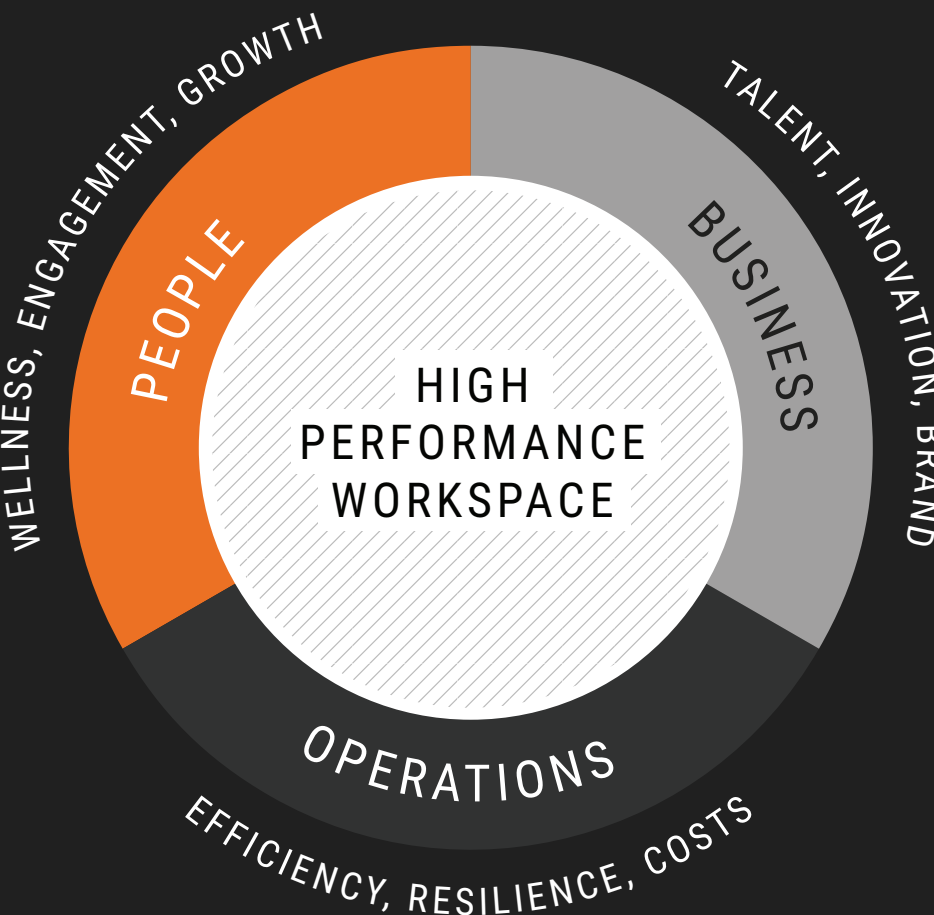 WELLNESS, ENGAGEMENT, GROWTH
TALENT, INNOVATION, BRAND
PEOPLE
BUSINESS
HIGH
PERFORMANCE
WORKSPACE
OPERATIONS
EFFICIENCY, RESILIENCE, COSTS